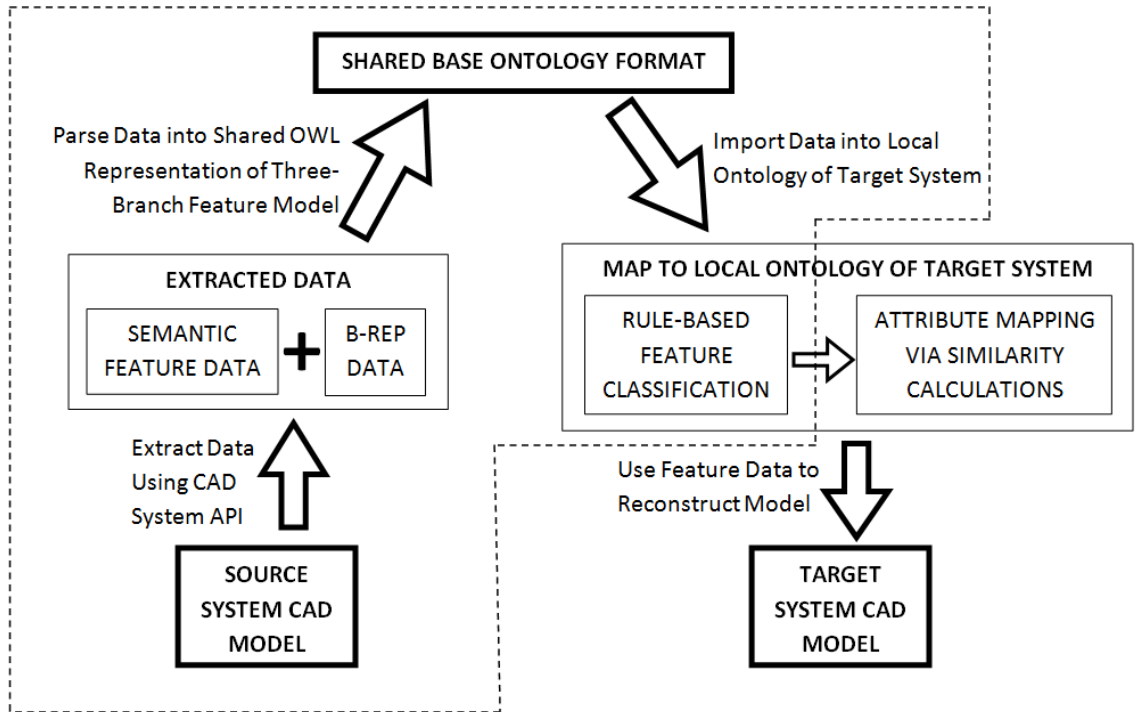 SHARED BASE ONTOLOGY FORMAT
Parse Data into Shared OWL
Representation of Three-
Branch Feature Model
Import Data into Local
Ontology of Target System
EXTRACTED DATA
SEMANTIC
FEATURE DATA
+
B-REP
DATA
MAP TO LOCAL ONTOLOGY OF TARGET SYSTEM
RULE-BASED
FEATURE
CLASSIFICATION
ATTRIBUTE MAPPING
VIA SIMILARITY
CALCULATIONS
Extract Data
Using CAD
System API
Use Feature Data to
Reconstruct Model
SOURCE
SYSTEM CAD
MODEL
TARGET
SYSTEM CAD
MODEL